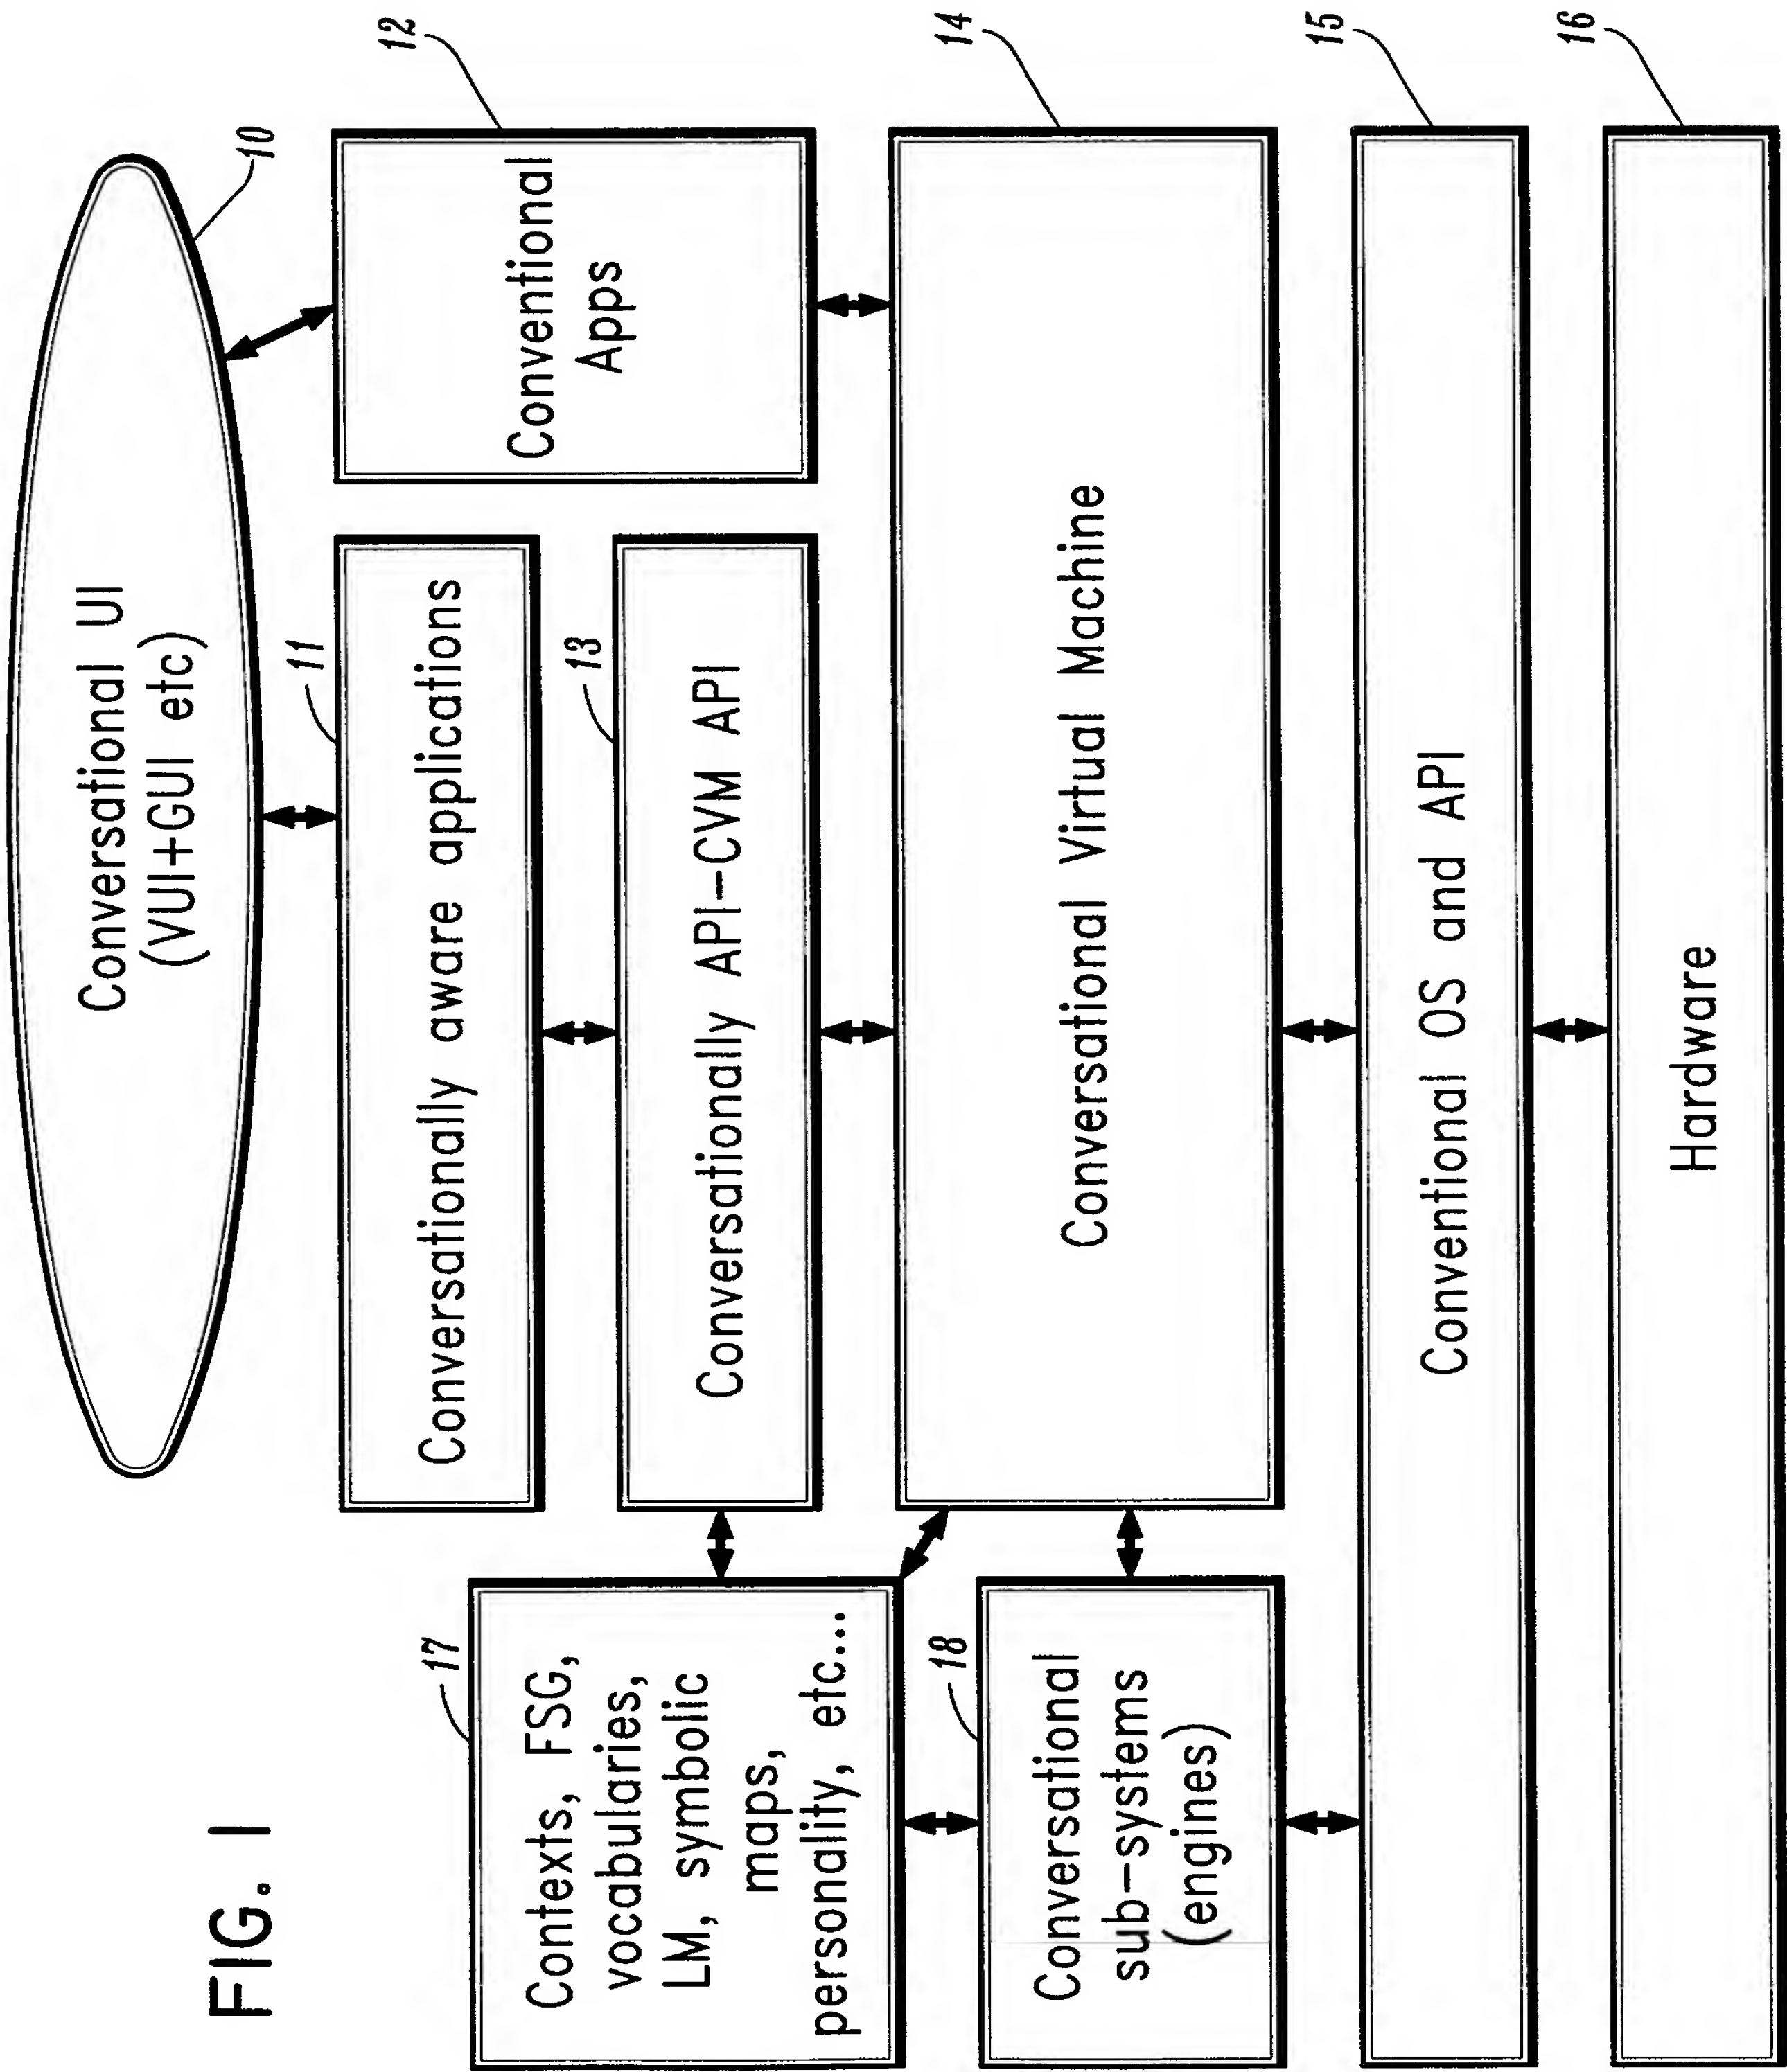 FIG. 1
Conversational UI
(VUI+GUI etc)
10
11
Conversationally aware applications
12
Conventional
Apps
13
Conversationally API-CVM API
17
Contexts, FSG,
vocabularies,
LM, symbolic
maps,
personality, etc...
14
Conversational Virtual Machine
18
Conversational
sub-systems
(engines)
15
Conventional OS and API
16
Hardware